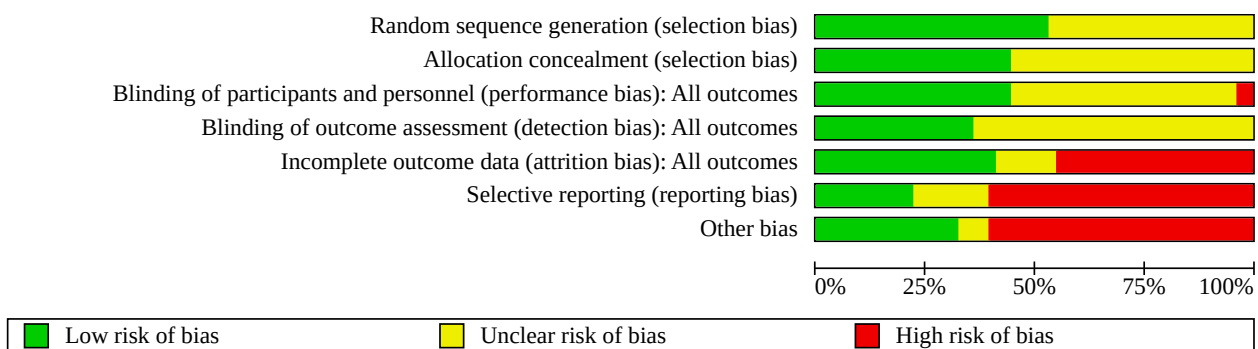 Random sequence generation (selection bias)
Allocation concealment (selection bias)
Blinding of participants and personnel (performance bias): All outcomes
Blinding of outcome assessment (detection bias): All outcomes
Incomplete outcome data (attrition bias): All outcomes
Selective reporting (reporting bias)
Other bias
0% 25% 50% 75% 100%
Low risk of bias Unclear risk of bias High risk of bias